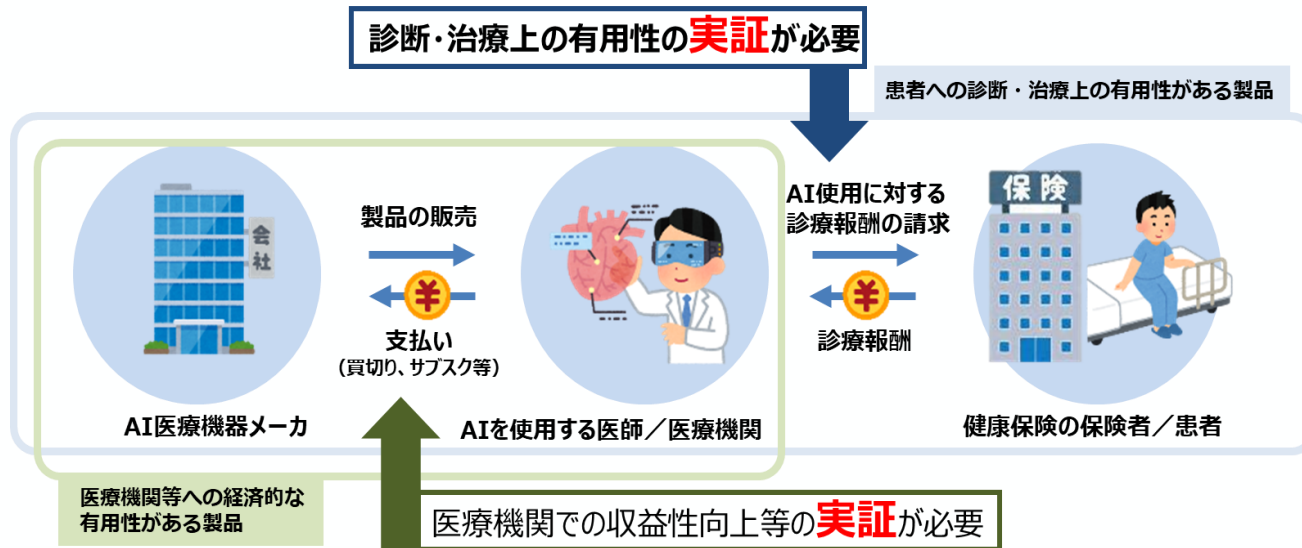 診断・治療上の有用性の実証が必要
患者への診断・治療上の有用性がある製品
会社
製品の販売
¥
支払い
(買切り、サブスク等)
AI使用に対する
診療報酬の請求
¥
診療報酬
保険
AI医療機器メーカ
AIを使用する医師／医療機関
健康保険の保険者／患者
医療機関等への経済的な
有用性がある製品
医療機関での収益性向上等の実証が必要